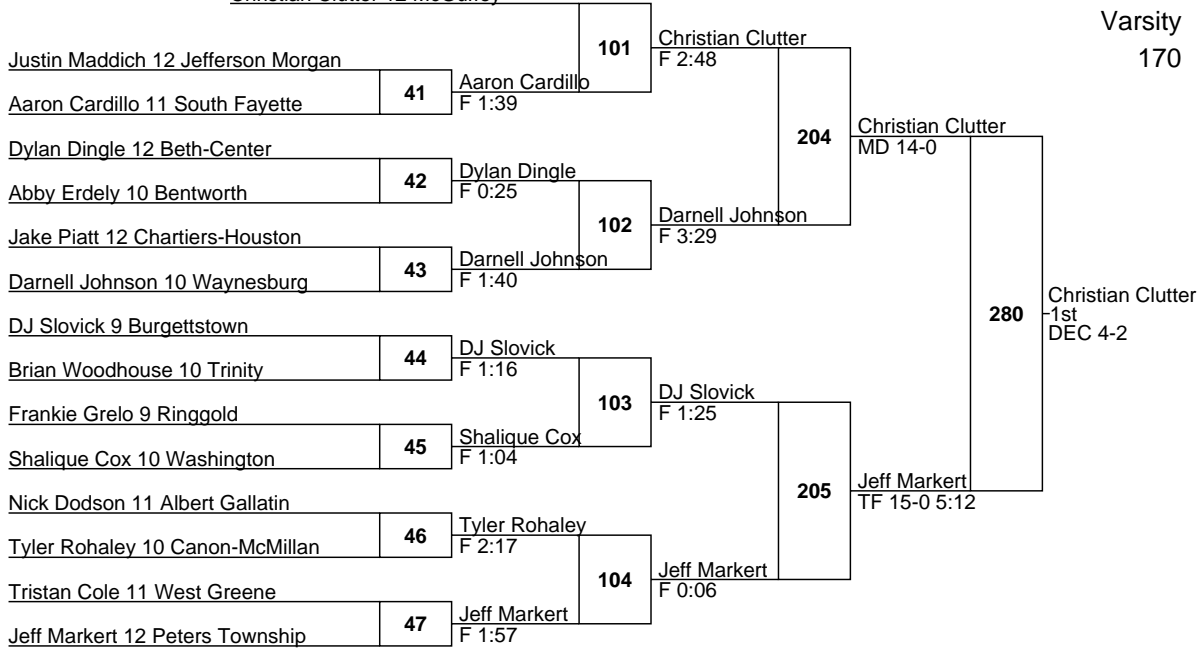 Christian Clutter 12 McGuffey
Varsity
170
101
Christian Clutter
F 2:48
Justin Maddich 12 Jefferson Morgan
41
Aaron Cardillo
F 1:39
Aaron Cardillo 11 South Fayette
204
Christian Clutter
MD 14-0
Dylan Dingle 12 Beth-Center
42
Dylan Dingle
F 0:25
Abby Erdely 10 Bentworth
102
Darnell Johnson
F 3:29
Jake Piatt 12 Chartiers-Houston
43
Darnell Johnson
F 1:40
Darnell Johnson 10 Waynesburg
280
Christian Clutter
1st
DEC 4-2
DJ Slovick 9 Burgettstown
44
DJ Slovick
F 1:16
Brian Woodhouse 10 Trinity
103
DJ Slovick
F 1:25
Frankie Grelo 9 Ringgold
45
Shalique Cox
F 1:04
Shalique Cox 10 Washington
205
Jeff Markert
TF 15-0 5:12
Nick Dodson 11 Albert Gallatin
46
Tyler Rohaley
F 2:17
Tyler Rohaley 10 Canon-McMillan
104
Jeff Markert
F 0:06
Tristan Cole 11 West Greene
47
Jeff Markert
F 1:57
Jeff Markert 12 Peters Township